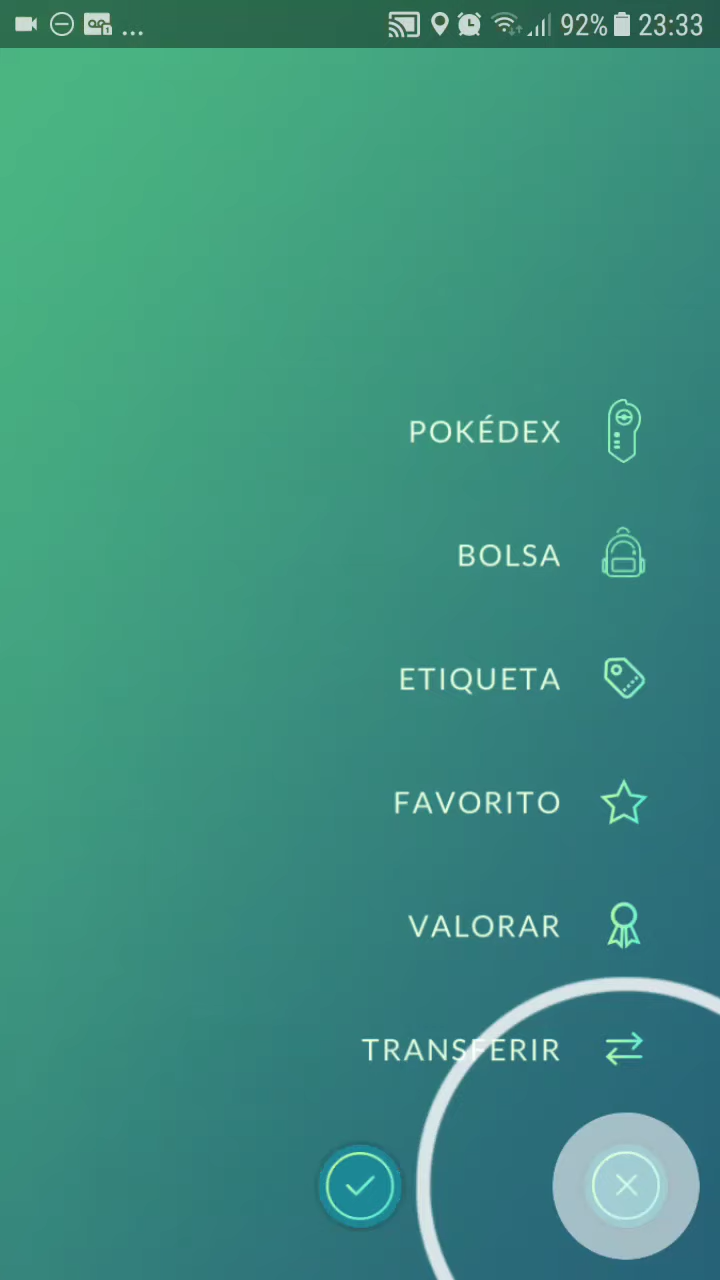 ... 92% 23:33
POKÉDEX
BOLSA
ETIQUETA
FAVORITO
VALORAR
TRANSFERIR